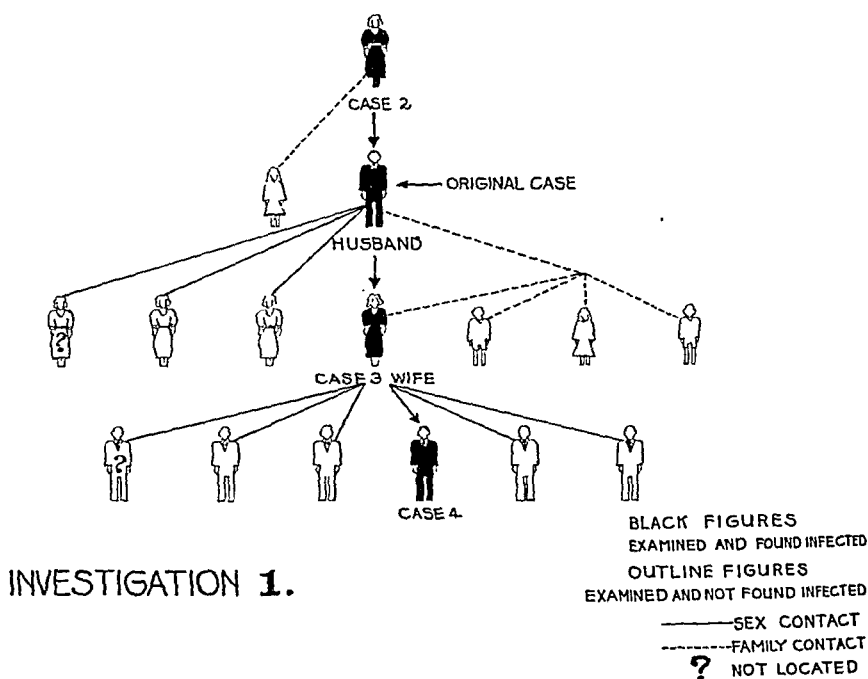 CASE 2
ORIGINAL CASE
HUSBAND
?
CASE 3 WIFE
?
CASE 4
BLACK FIGURES
EXAMINED AND FOUND INFECTED
OUTLINE FIGURES
EXAMINED AND NOT FOUND INFECTED
SEX CONTACT
FAMILY CONTACT
? NOT LOCATED
INVESTIGATION 1.